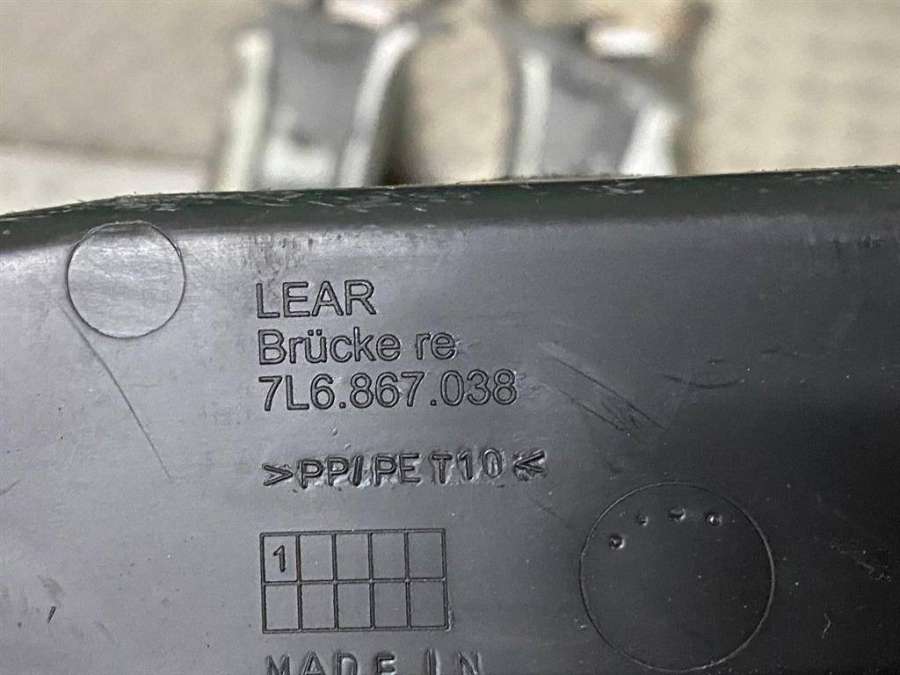 LEAR
Brücke re
7L6.867.038
>PP/PE T10<
1
MADE IN